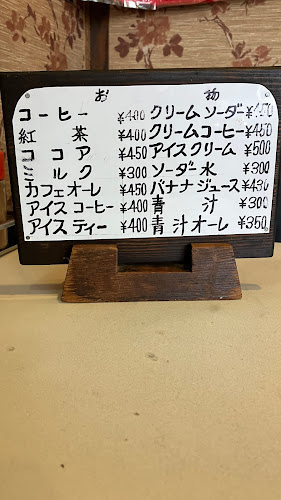 お 物
コーヒー ¥400
紅茶 ¥400
ココア ¥450
ミルク ¥300
カフェオーレ ¥450
アイスコーヒー ¥400
アイスティー ¥400
クリームソーダー
クリームコーヒー ¥450
アイスクリーム ¥500
ソーダー水 ¥300
バナナジュース
青汁 ¥300
青汁オーレ ¥350